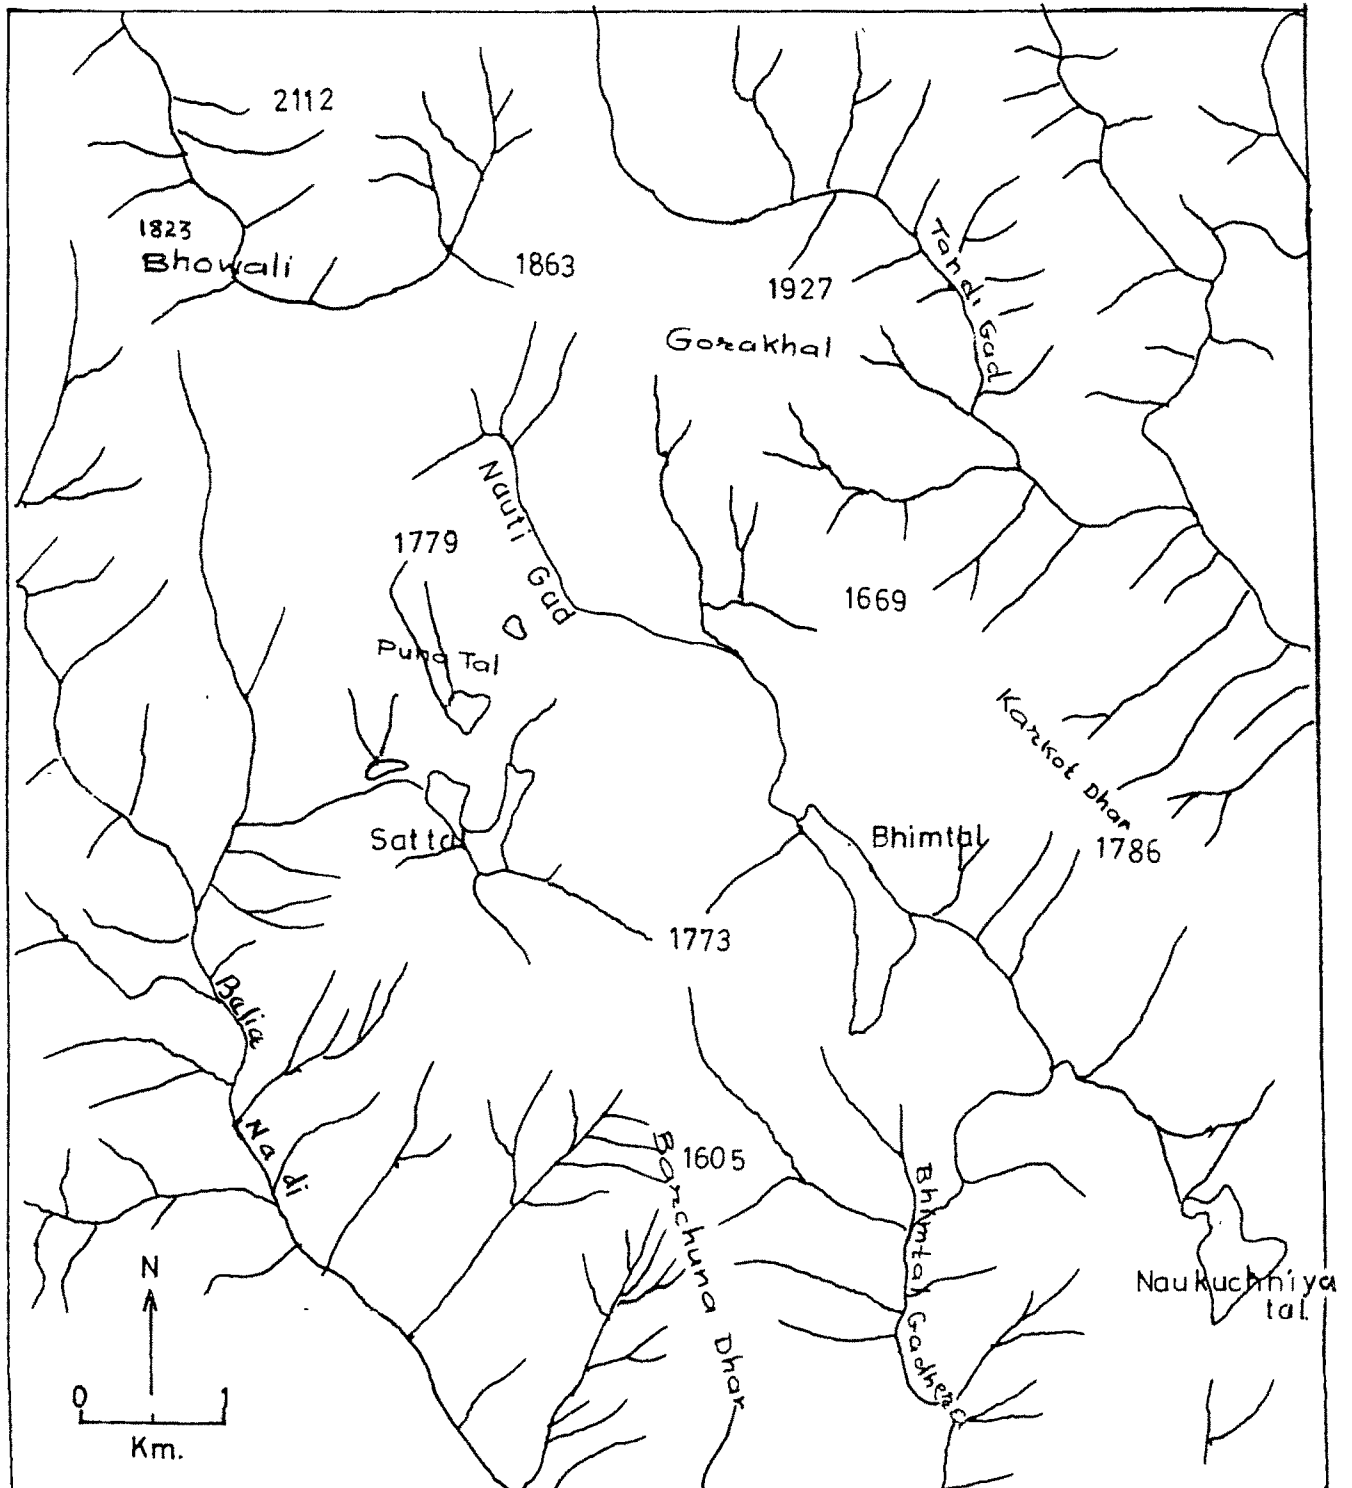 2112
1823
Bhowali
1863
1927
Tandi Gad
Gorakhal
Nauti Gad
1779
1669
Puna Tal
Karkot Dhar
Satta
Bhimtal
1786
1773
Balia Nadi
Barchuna Dhar
1605
Bhimtal Gadhera
N
Naukuchhiya
tal.
0 1
Km.